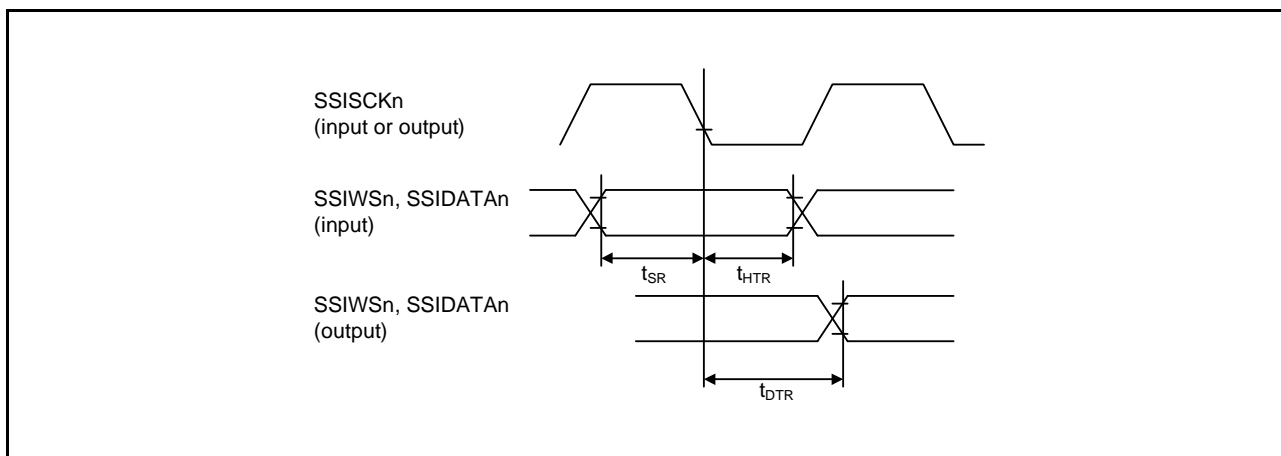 SSISCKn
(input or output)
SSIWSn, SSIDATAn
(input)
tSR
tHTR
SSIWSn, SSIDATAn
(output)
tDTR